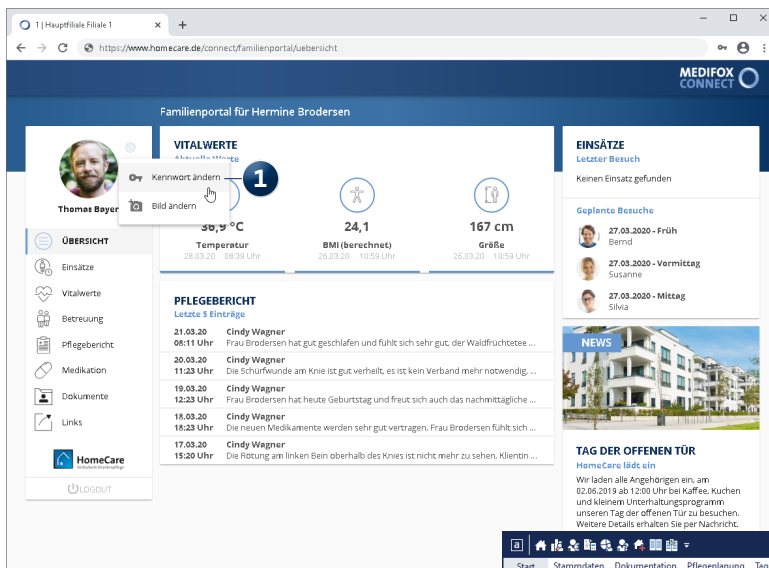 1 | Hauptfiliale Filiale 1
https://www.homecare.de/connect/familienportal/uebersicht
MEDIFOX
CONNECT
Familienportal für Hermine Brodersen
Thomas Bayer
ÜBERSICHT
Einsätze
Vitalwerte
Betreuung
Pflegebericht
Medikation
Dokumente
Links
HomeCare
LOGOUT
VITALWERTE
Aktuelle Werte
Kennwort ändern
1
Bild ändern
36,9 °C
Temperatur
28.03.20 08:39 Uhr
24,1
BMI (berechnet)
26.03.20 10:59 Uhr
167 cm
Größe
26.03.20 10:59 Uhr
PFLEGEBERICHT
Letzte 5 Einträge
21.03.20 Cindy Wagner
08:11 Uhr Frau Brodersen hat gut geschlafen und fühlt sich sehr gut, der Waldfrüchtetee ...
20.03.20 Cindy Wagner
11:23 Uhr Die Schürfwunde am Knie ist gut verheilt, es ist kein Verband mehr notwendig, ...
19.03.20 Cindy Wagner
12:23 Uhr Frau Brodersen hat heute Geburtstag und freut sich auch das nachmittägliche ...
18.03.20 Cindy Wagner
18:23 Uhr Die neuen Medikamente werden sehr gut vertragen, Frau Brodersen fühlt sich ...
17.03.20 Cindy Wagner
15:20 Uhr Die Rötung am linken Bein oberhalb des Knies ist nicht mehr zu sehen, Klientin ...
EINSÄTZE
Letzter Besuch
Keinen Einsatz gefunden
Geplante Besuche
27.03.2020 - Früh
Bernd
27.03.2020 - Vormittag
Susanne
27.03.2020 - Mittag
Silvia
NEWS
TAG DER OFFENEN TÜR
HomeCare lädt ein
Wir laden alle Angehörigen ein, am
02.06.2019 ab 12:00 Uhr bei Kaffee, Kuchen
und kleinem Unterhaltungsprogramm
unseren Tag der offenen Tür zu besuchen.
Weitere Details erhalten Sie per Nachricht.
a
Start Stammdaten Dokumentation Pflegeplanung Tag